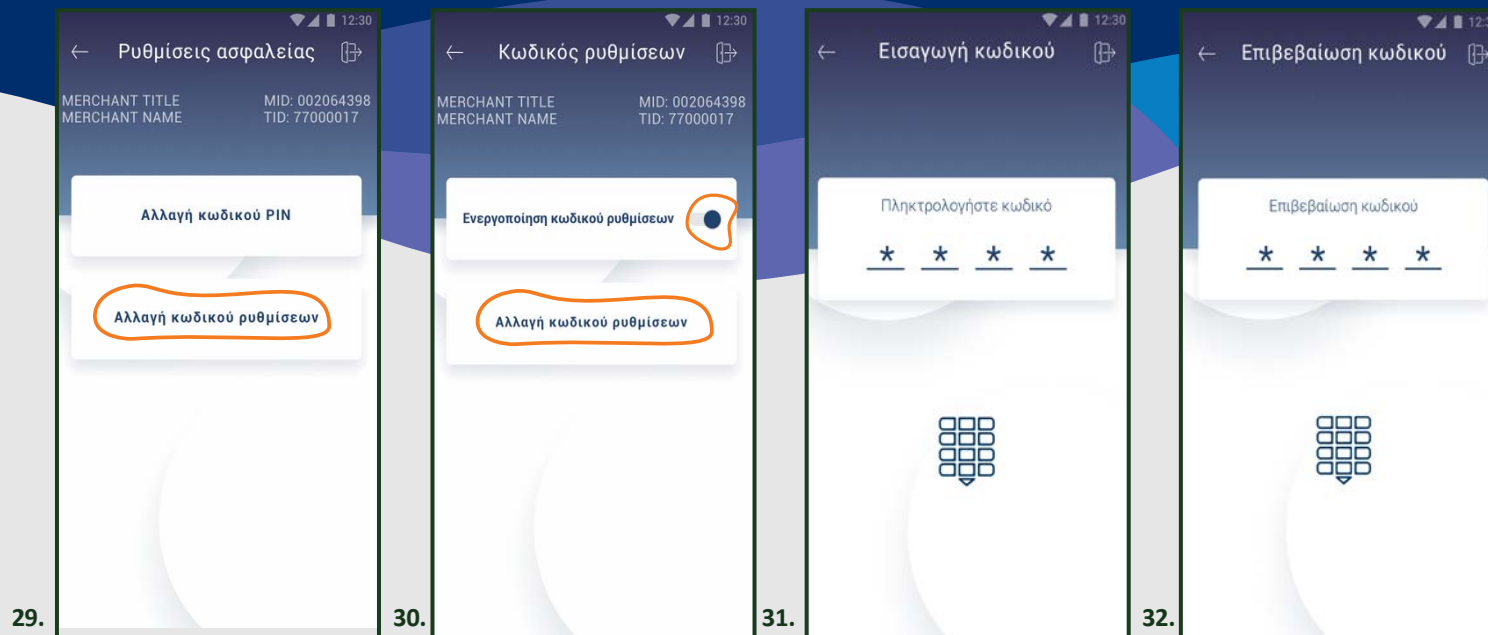 12:30
Ρυθμίσεις ασφαλείας
MERCHANT TITLE MID: 002064398
MERCHANT NAME TID: 77000017
Αλλαγή κωδικού PIN
Αλλαγή κωδικού ρυθμίσεων
29.
12:30
Κωδικός ρυθμίσεων
MERCHANT TITLE MID: 002064398
MERCHANT NAME TID: 77000017
Ενεργοποίηση κωδικού ρυθμίσεων
Αλλαγή κωδικού ρυθμίσεων
30.
12:30
Εισαγωγή κωδικού
Πληκτρολογήστε κωδικό
* * * *
31.
Επιβεβαίωση κωδικού
Επιβεβαίωση κωδικού
* * * *
32.